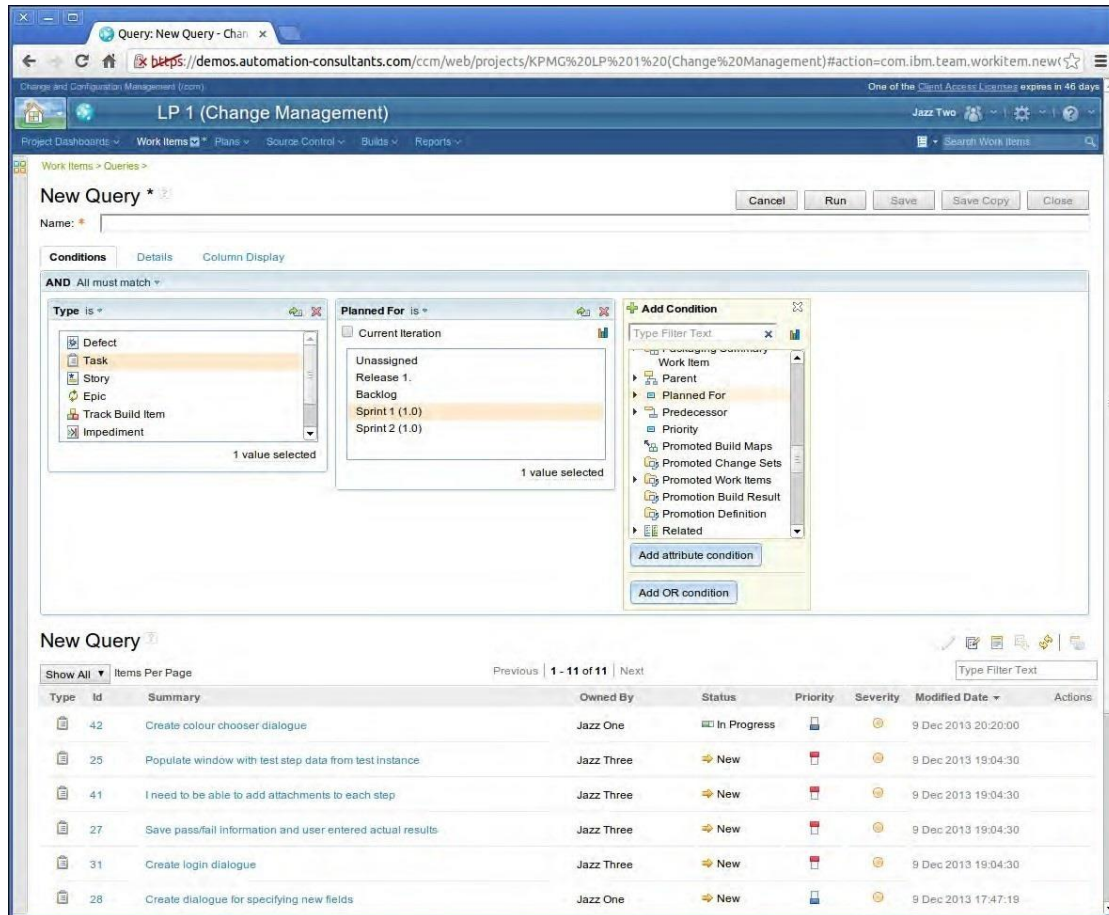 Query: New Query - Chan
https://demos.automation-consultants.com/ccm/web/projects/KPMG%20LP%201%20(Change%20Management)#action=com.ibm.team.workitem.new(
Change and Configuration Management (/ccm)
One of the Client Access Licenses expires in 46 days
LP 1 (Change Management)
Jazz Two
Project Dashboards
Work Items
Plans
Source Control
Builds
Reports
Search Work Items
Work Items > Queries >
New Query *
Cancel
Run
Save
Save Copy
Close
Name: *
Conditions
Details
Column Display
AND All must match
Type is
Defect
Task
Story
Epic
Track Build Item
Impediment
1 value selected
Planned For is
Current Iteration
Unassigned
Release 1.
Backlog
Sprint 1 (1.0)
Sprint 2 (1.0)
1 value selected
Add Condition
Type Filter Text
Packaging Summary
Work Item
Parent
Planned For
Predecessor
Priority
Promoted Build Maps
Promoted Change Sets
Promoted Work Items
Promotion Build Result
Promotion Definition
Related
Add attribute condition
Add OR condition
New Query
Show All Items Per Page
Previous | 1 - 11 of 11 | Next
Type Filter Text
Type Id Summary Owned By Status Priority Severity Modified Date Actions
42 Create colour chooser dialogue Jazz One In Progress 9 Dec 2013 20:20:00
25 Populate window with test step data from test instance Jazz Three New 9 Dec 2013 19:04:30
41 I need to be able to add attachments to each step Jazz Three New 9 Dec 2013 19:04:30
27 Save pass/fail information and user entered actual results Jazz Three New 9 Dec 2013 19:04:30
31 Create login dialogue Jazz Three New 9 Dec 2013 19:04:30
28 Create dialogue for specifying new fields Jazz One New 9 Dec 2013 17:47:19